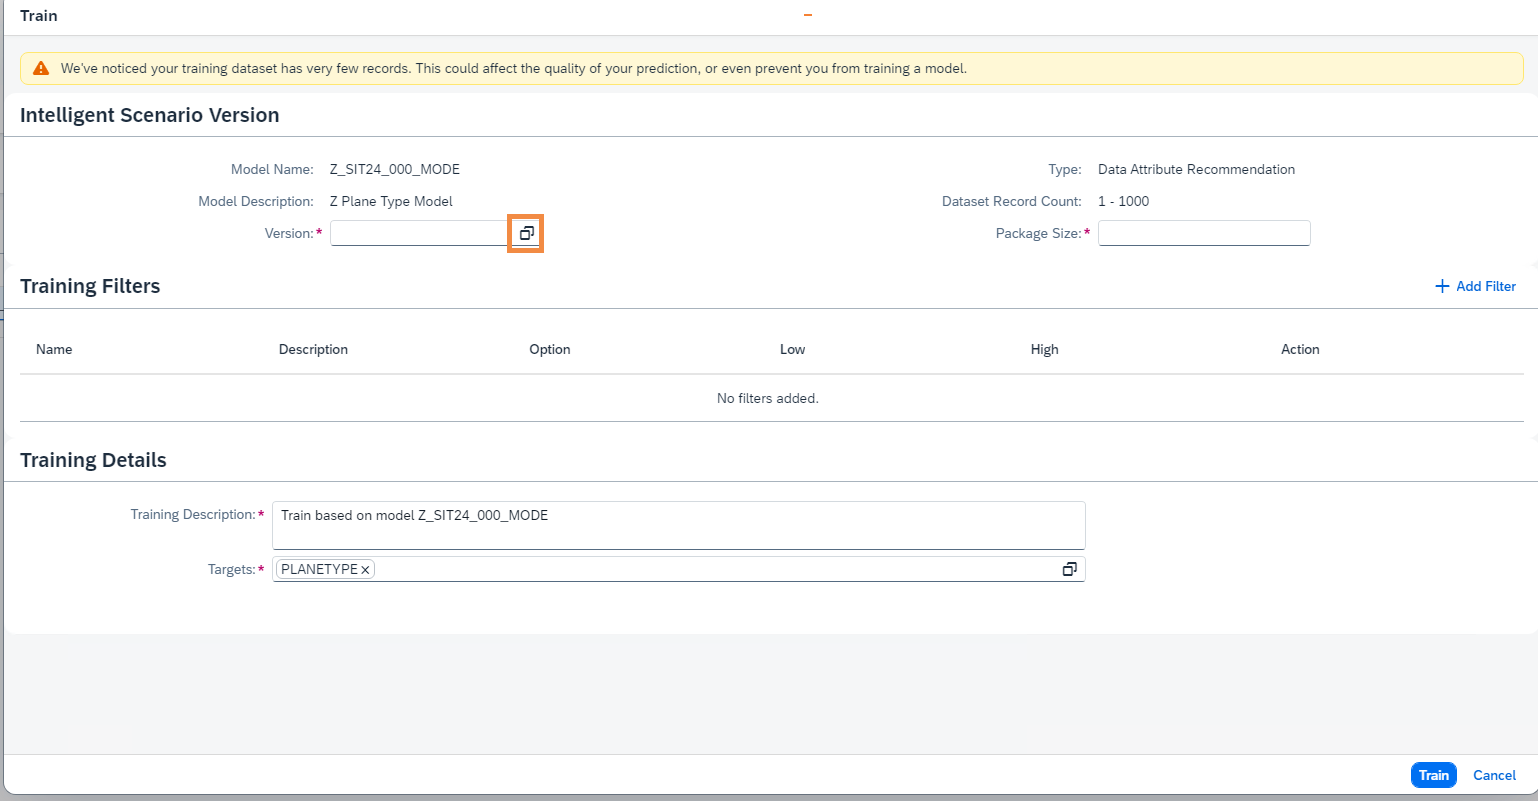 Train
We've noticed your training dataset has very few records. This could affect the quality of your prediction, or even prevent you from training a model.
Intelligent Scenario Version
Model Name: Z_SIT24_000_MODE
Type: Data Attribute Recommendation
Model Description: Z Plane Type Model
Dataset Record Count: 1 - 1000
Version:*
Package Size:*
Training Filters
Add Filter
Name Description Option Low High Action
No filters added.
Training Details
Training Description:* Train based on model Z_SIT24_000_MODE
Targets:* PLANETYPE
Train Cancel